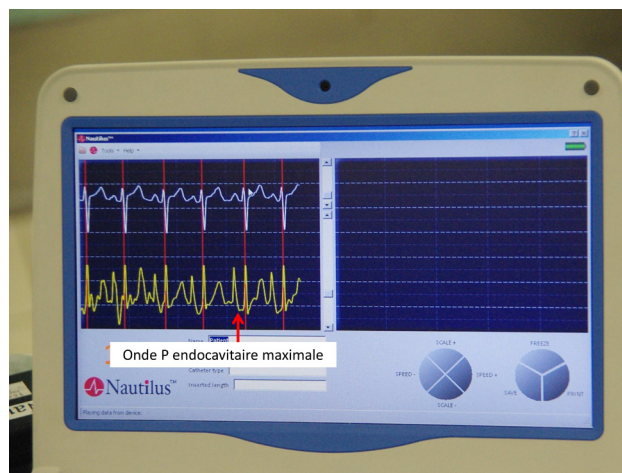 Nautilus™
Tools Help
Onde P endocavitaire maximale
Name Patient
Catheter type
Inserted length
Nautilus™
Playing data from device.
SCALE +
SPEED -
SPEED +
SCALE -
FREEZE
SAVE
PRINT